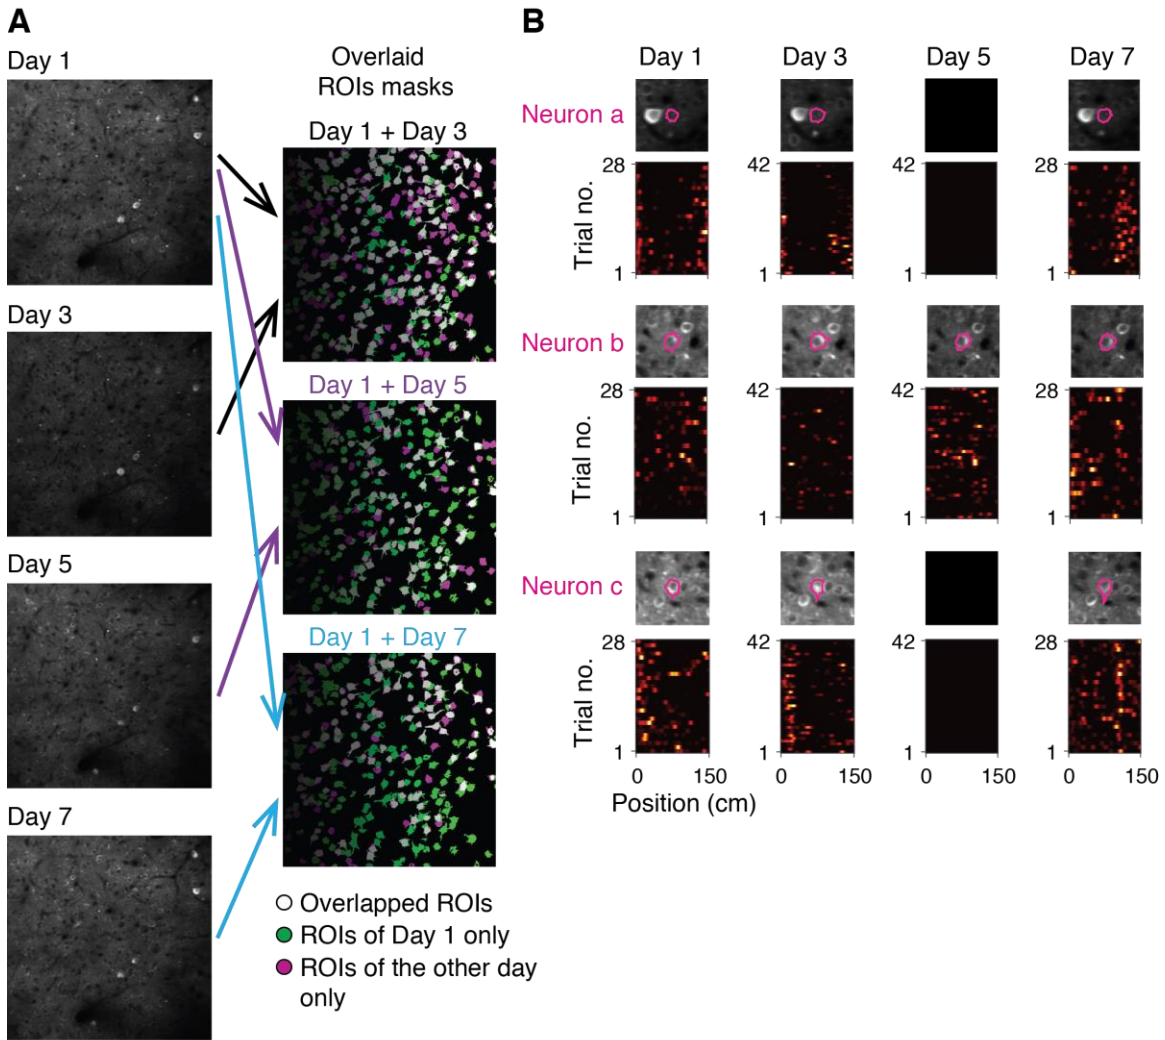 A
Day 1
Day 3
Day 5
Day 7
Overlaid
ROIs masks
Day 1 + Day 3
Day 1 + Day 5
Day 1 + Day 7
Overlapped ROIs
ROIs of Day 1 only
ROIs of the other day
only
B
Day 1 Day 3 Day 5 Day 7
Neuron a
Trial no.
28 42 42 28
1 1 1 1
Neuron b
Trial no.
28 42 42 28
1 1 1 1
Neuron c
Trial no.
28 42 42 28
1 1 1 1
0 150 0 150 0 150 0 150
Position (cm)